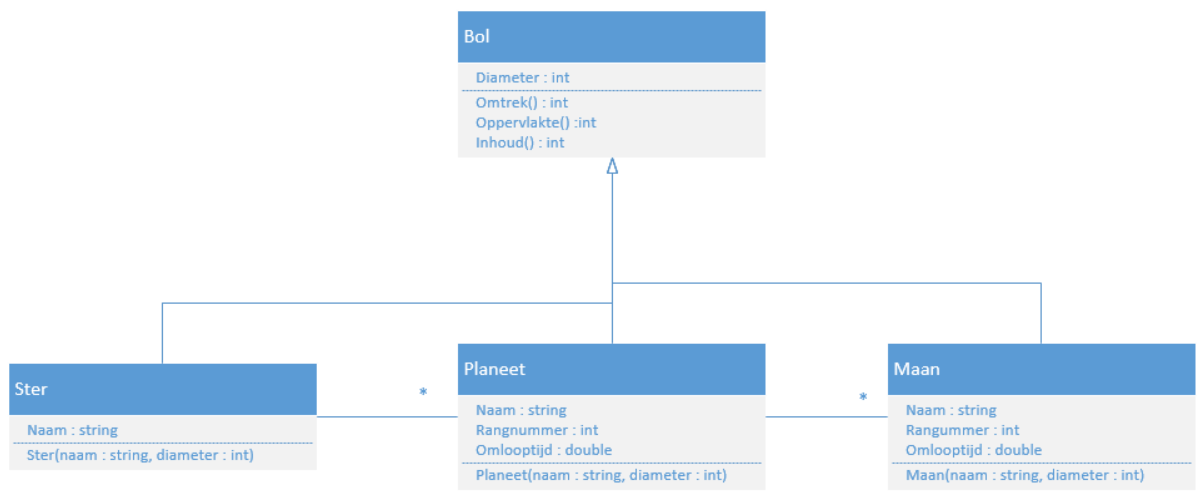 Bol
Diameter : int
Omtrek() : int
Oppervlakte() :int
Inhoud() : int
Ster
Naam : string
Ster(naam : string, diameter : int)
*
Planeet
Naam : string
Rangnummer : int
Omlooptijd : double
Planeet(naam : string, diameter : int)
*
Maan
Naam : string
Rangummer : int
Omlooptijd : double
Maan(naam : string, diameter : int)